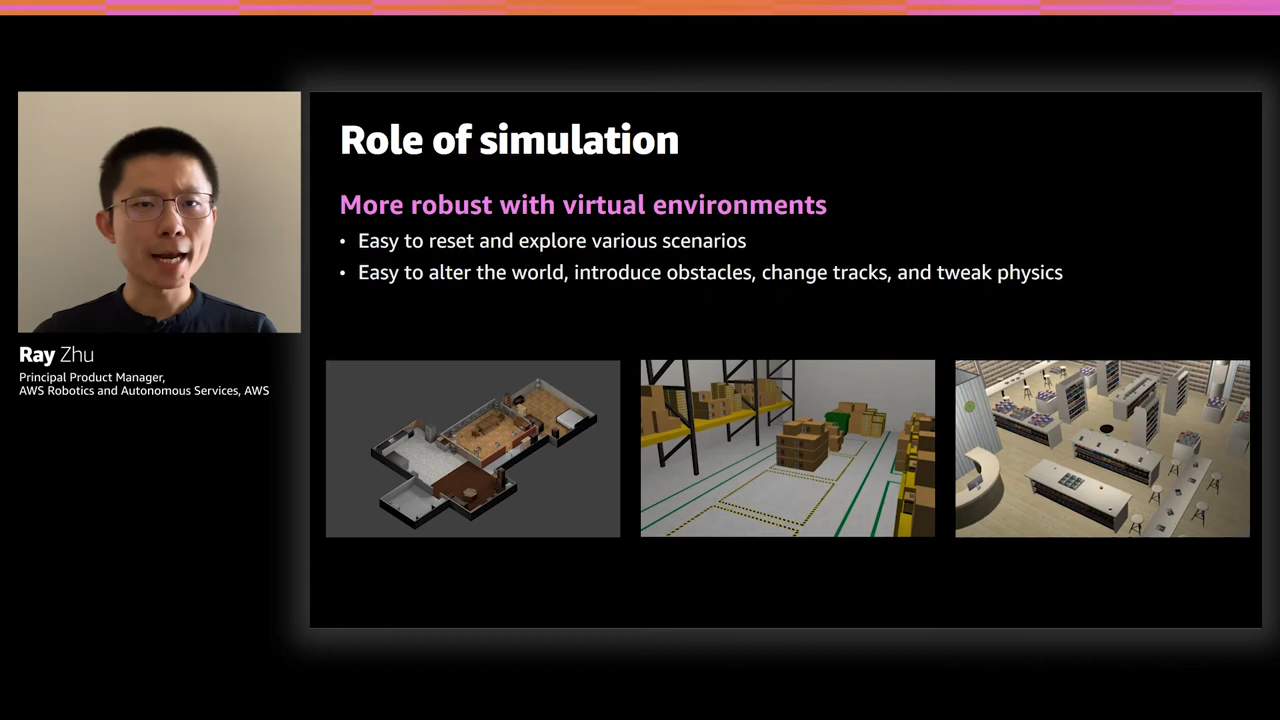 Role of simulation
More robust with virtual environments
• Easy to reset and explore various scenarios
• Easy to alter the world, introduce obstacles, change tracks, and tweak physics
Ray Zhu
Principal Product Manager,
AWS Robotics and Autonomous Services, AWS